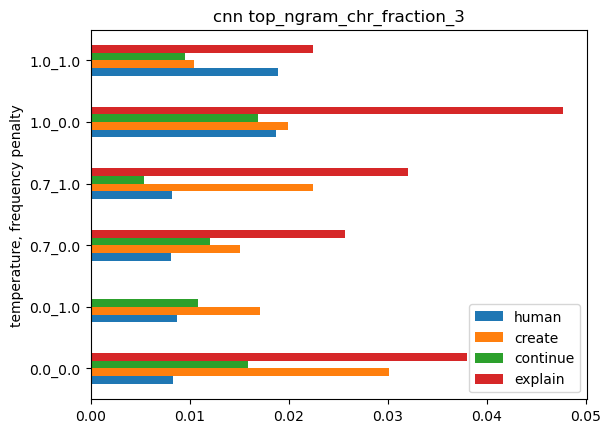 cnn top_ngram_chr_fraction_3
temperature, frequency penalty
1.0_1.0
1.0_0.0
0.7_1.0
0.7_0.0
0.0_1.0
0.0_0.0
human
create
continue
explain
0.00 0.01 0.02 0.03 0.04 0.05